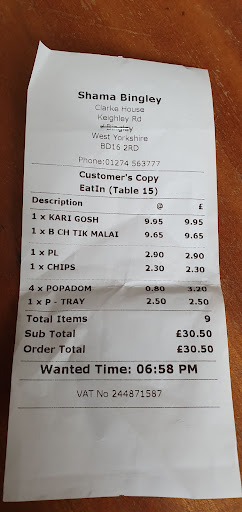 Shama Bingley
Clarke House
Keighley Rd
Bingley
West Yorkshire
BD16 2RD
Phone:01274 563777
Customer's Copy
EatIn (Table 15)
Description @ £
1 x KARI GOSH 9.95 9.95
1 x B CH TIK MALAI 9.65 9.65
1 x PL 2.90 2.90
1 x CHIPS 2.30 2.30
4 x POPADOM 0.80 3.20
1 x P - TRAY 2.50 2.50
Total Items 9
Sub Total £30.50
Order Total £30.50
Wanted Time: 06:58 PM
VAT No 244871587